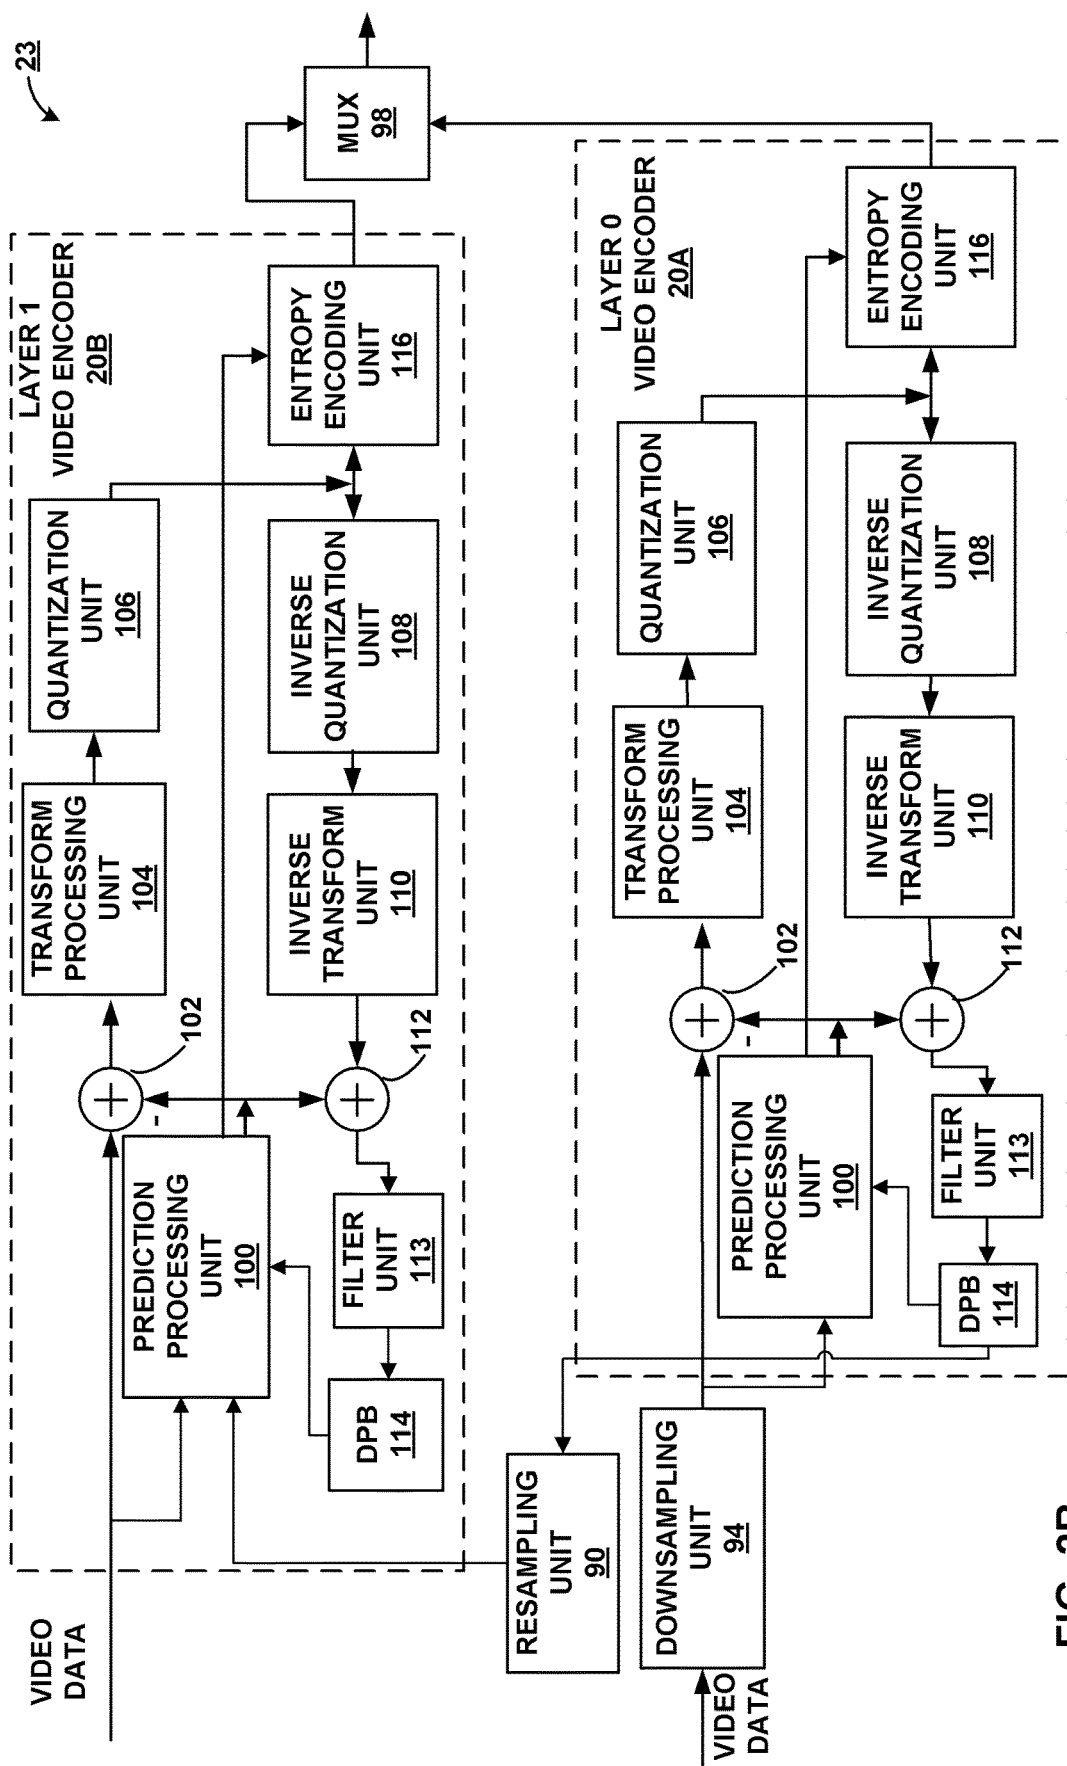 23
LAYER 1
VIDEO ENCODER
20B
VIDEO
DATA
102
TRANSFORM
PROCESSING
UNIT
104
QUANTIZATION
UNIT
106
-
PREDICTION
PROCESSING
UNIT
100
MUX
98
112
INVERSE
TRANSFORM
UNIT
110
INVERSE
QUANTIZATION
UNIT
108
ENTROPY
ENCODING
UNIT
116
FILTER
UNIT
113
DPB
114
RESAMPLING
UNIT
90
LAYER 0
VIDEO ENCODER
20A
DOWNSAMPLING
UNIT
94
VIDEO
DATA
102
TRANSFORM
PROCESSING
UNIT
104
QUANTIZATION
UNIT
106
-
PREDICTION
PROCESSING
UNIT
100
112
INVERSE
TRANSFORM
UNIT
110
INVERSE
QUANTIZATION
UNIT
108
ENTROPY
ENCODING
UNIT
116
FILTER
UNIT
113
DPB
114
FIG.